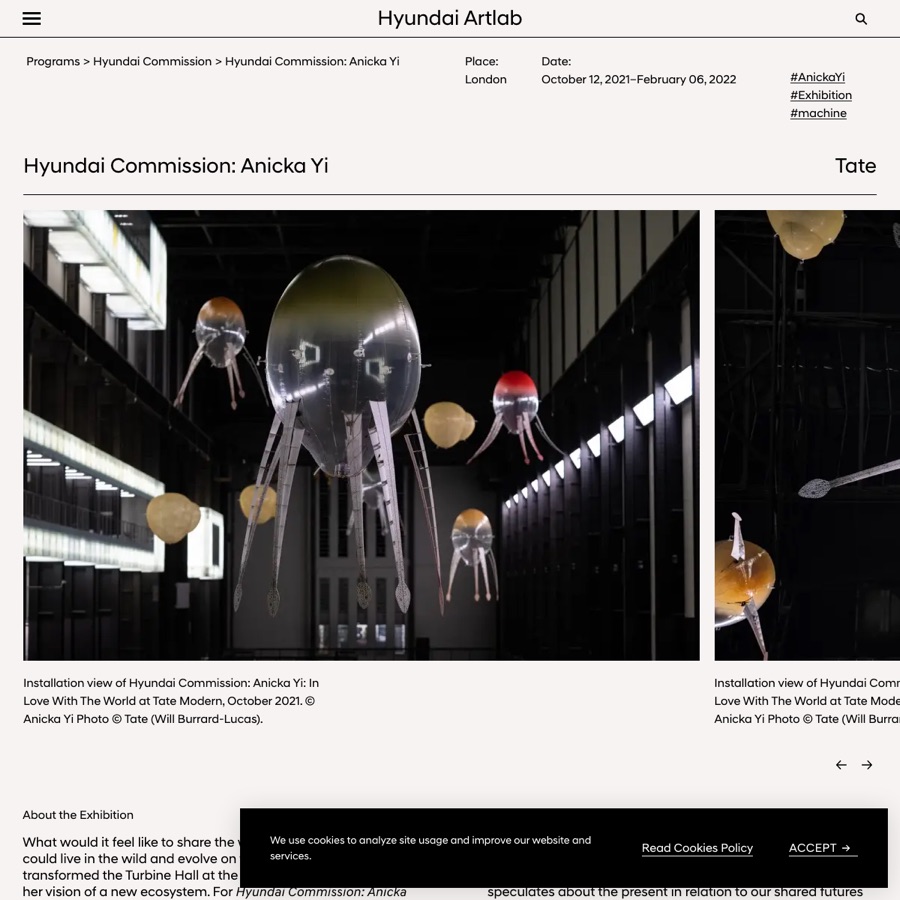 Hyundai Artlab
Programs > Hyundai Commission > Hyundai Commission: Anicka Yi
Place:
London
Date:
October 12, 2021–February 06, 2022
#AnickaYi
#Exhibition
#machine
Hyundai Commission: Anicka Yi
Tate
Installation view of Hyundai Commission: Anicka Yi: In
Love With The World at Tate Modern, October 2021. ©
Anicka Yi Photo © Tate (Will Burrard-Lucas).
Installation view of Hyundai Com
Love With The World at Tate Mode
Anicka Yi Photo © Tate (Will Burra
← →
About the Exhibition
What would it feel like to share the
could live in the wild and evolve on
transformed the Turbine Hall at the
her vision of a new ecosystem. For Hyundai Commission: Anicka
speculates about the present in relation to our shared futures
We use cookies to analyze site usage and improve our website and
services.
Read Cookies Policy
ACCEPT →